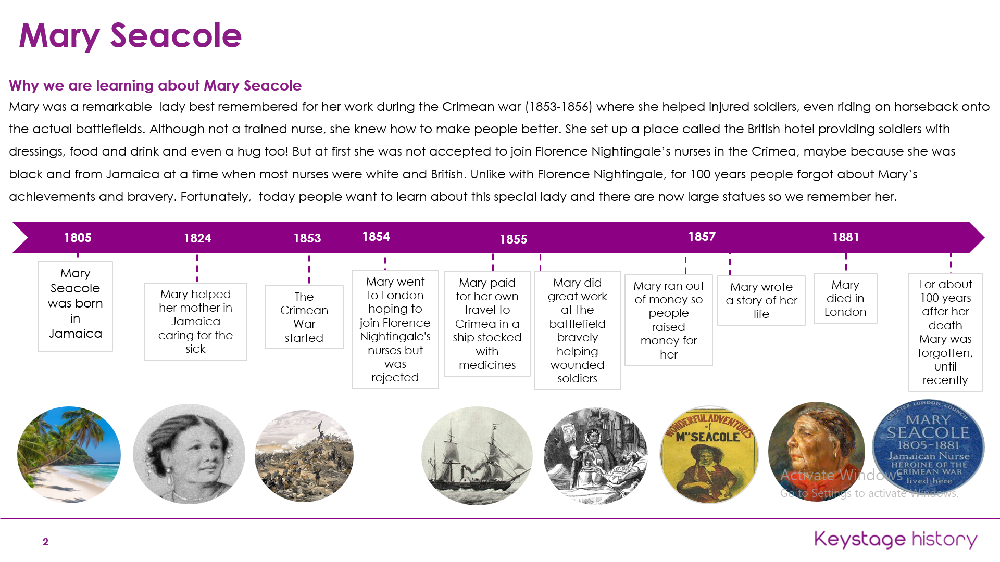 Mary Seacole
Why we are learning about Mary Seacole
Mary was a remarkable  lady best remembered for her work during the Crimean war (1853-1856) where she helped injured soldiers, even riding on horseback onto
the actual battlefields. Although not a trained nurse, she knew how to make people better. She set up a place called the British hotel providing soldiers with
dressings, food and drink and even a hug too! But at first she was not accepted to join Florence Nightingale’s nurses in the Crimea, maybe because she was
black and from Jamaica at a time when most nurses were white and British. Unlike with Florence Nightingale, for 100 years people forgot about Mary’s
achievements and bravery. Fortunately,  today people want to learn about this special lady and there are now large statues so we remember her.
1805
1824
1853
1854
1855
1857
1881
Mary
Seacole
was born
in
Jamaica
Mary helped
her mother in
Jamaica
caring for the
sick
The
Crimean
War
started
Mary went
to London
hoping to
join Florence
Nightingale's
nurses but
was
rejected
Mary paid
for her own
travel to
Crimea in a
ship stocked
with
medicines
Mary did
great work
at the
battlefield
bravely
helping
wounded
soldiers
Mary ran out
of money so
people
raised
money for
her
Mary wrote
a story of her
life
Mary
died in
London
For about
100 years
after her
death
Mary was
forgotten,
until
recently
PUNCH
WONDERFUL ADVENTURES
of
Mrs SEACOLE
GREATER LONDON COUNCIL
MARY
SEACOLE
1805-1881
Jamaican Nurse
HEROINE OF THE
CRIMEAN WAR
lived here
Activate Windows
Go to Settings to activate Windows.
2
Keystage history